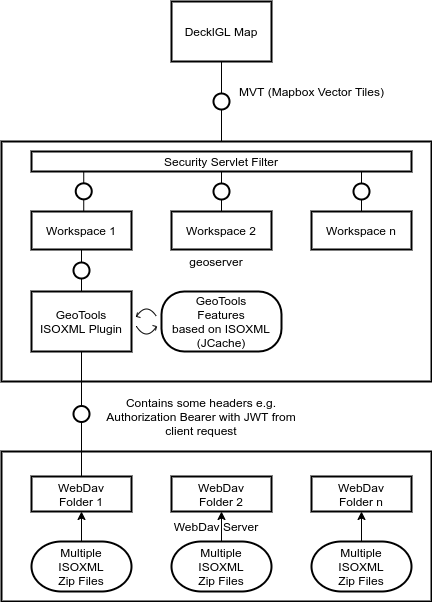 DeckIGL Map
MVT (Mapbox Vector Tiles)
Security Servlet Filter
Workspace 1
Workspace 2
Workspace n
geoserver
GeoTools
ISOXML Plugin
GeoTools
Features
based on ISOXML
(JCache)
Contains some headers e.g.
Authorization Bearer with JWT from
client request
WebDav
Folder 1
WebDav
Folder 2
WebDav
Folder n
WebDav Server
Multiple
ISOXML
Zip Files
Multiple
ISOXML
Zip Files
Multiple
ISOXML
Zip Files